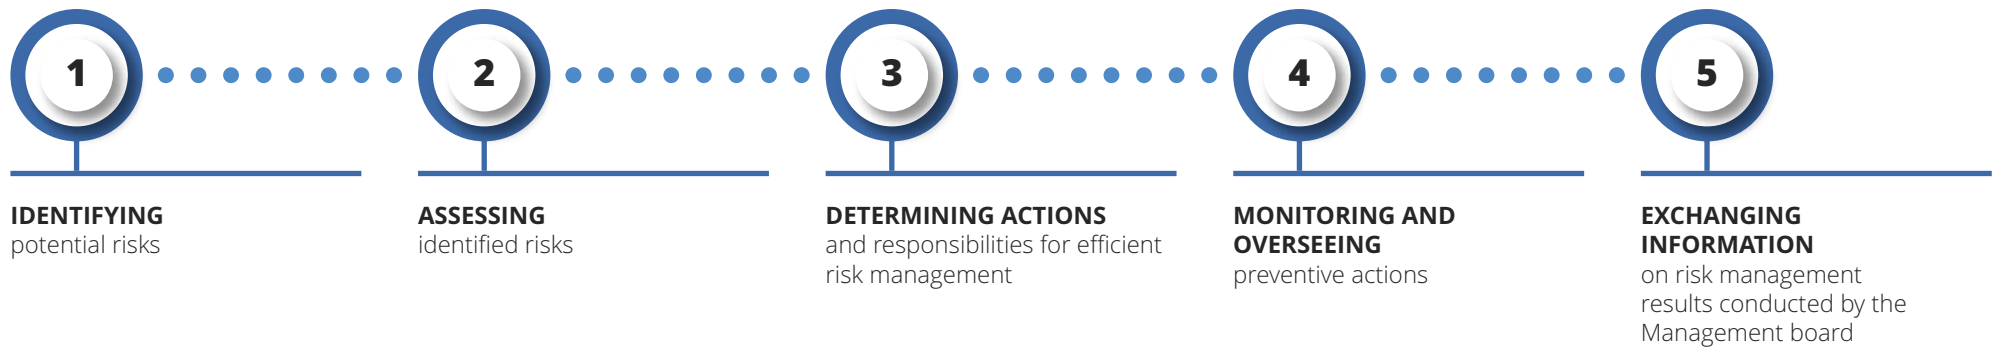 1
IDENTIFYING
potential risks
2
ASSESSING
identified risks
3
DETERMINING ACTIONS
and responsibilities for efficient
risk management
4
MONITORING AND
OVERSEEING
preventive actions
5
EXCHANGING
INFORMATION
on risk management
results conducted by the
Management board